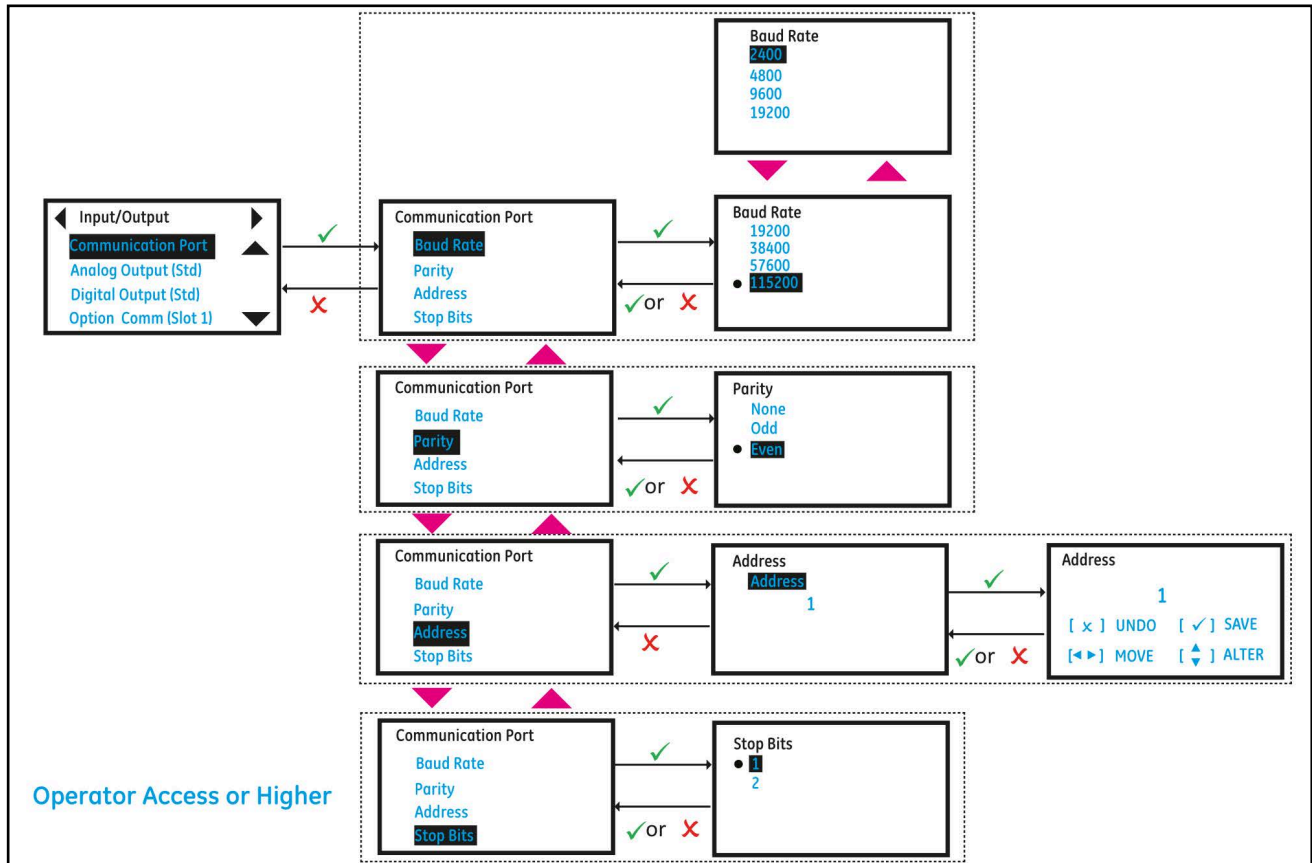 Baud Rate
2400
4800
9600
19200
Input/Output
Communication Port
Analog Output (Std)
Digital Output (Std)
Option Comm (Slot 1)
Communication Port
Baud Rate
Parity
Address
Stop Bits
✓
✗
✓
✓or ✗
Baud Rate
19200
38400
57600
115200
Communication Port
Baud Rate
Parity
Address
Stop Bits
✓
✓or ✗
Parity
None
Odd
Even
Communication Port
Baud Rate
Parity
Address
Stop Bits
✓
✗
Address
Address
1
✓
✓or ✗
Address
1
[ x ] UNDO [ ✓ ] SAVE
[◄ ►] MOVE [ ▲▼ ] ALTER
Communication Port
Baud Rate
Parity
Address
Stop Bits
✓
✓or ✗
Stop Bits
1
2
Operator Access or Higher